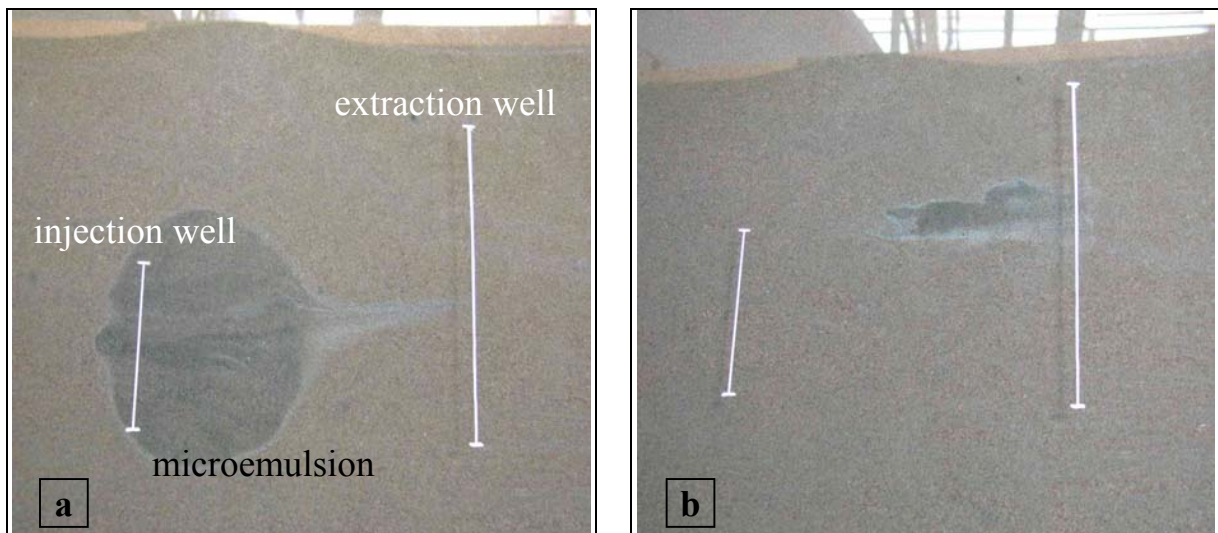 extraction well
injection well
microemulsion
a
b